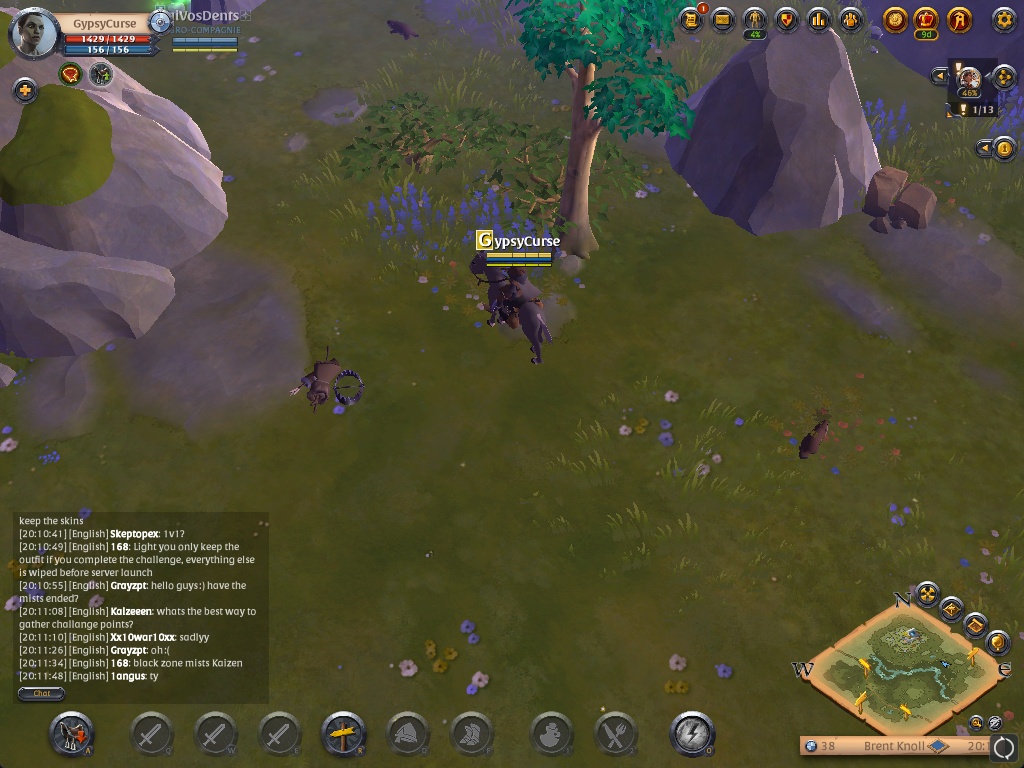 GypsyCurse
1429 / 1429
156 / 156
4%
9d
1
46%
1/13
GypsyCurse
keep the skins
[20:10:41] [English] Skeptopex: 1v1?
[20:10:49] [English] 168: Light you only keep the
outfit if you complete the challenge, everything else
is wiped before server launch
[20:10:55] [English] Grayzpt: hello guys:) have the
mists ended?
[20:11:08] [English] Kaizeeen: whats the best way to
gather challange points?
[20:11:10] [English] Xx10war10xx: sadlyy
[20:11:26] [English] Grayzpt: oh:(
[20:11:34] [English] 168: black zone mists Kaizen
[20:11:48] [English] 1angus: ty
Chat
N
W
E
A
Q
W
E
R
38
Brent Knoll